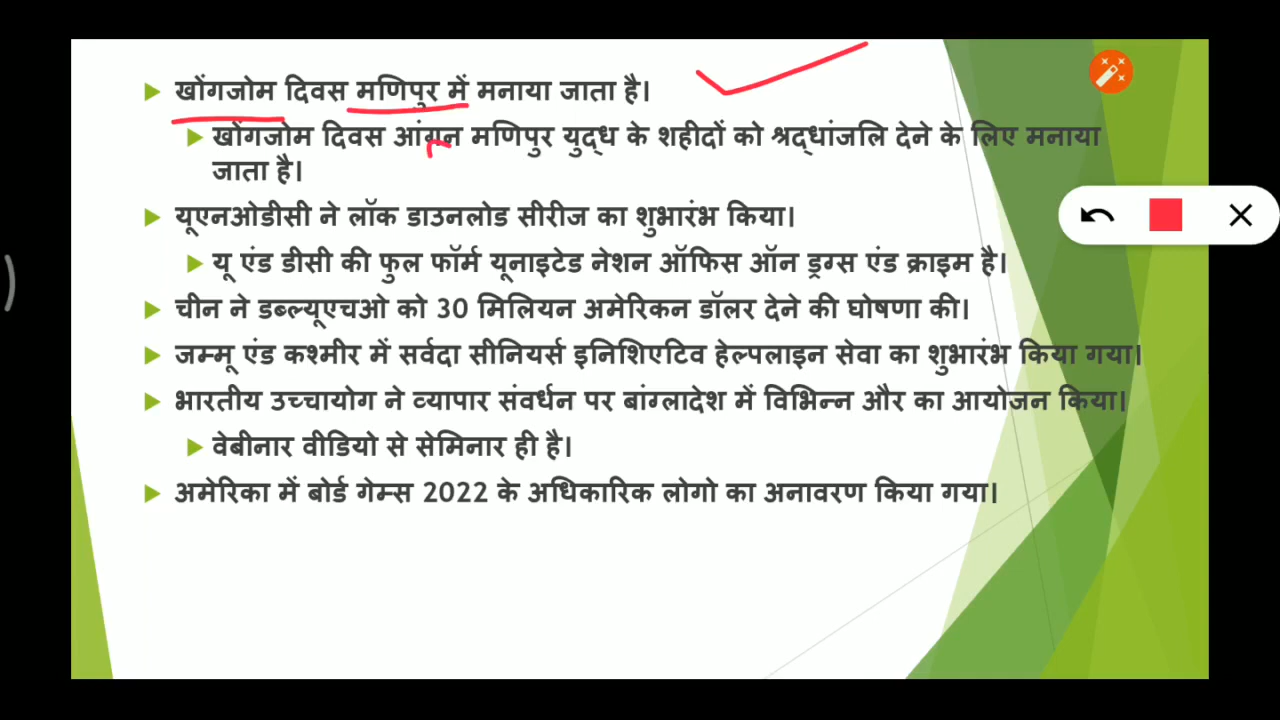 खोंगजोम दिवस मणिपुर में मनाया जाता है।
खोंगजोम दिवस आंग्ल मणिपुर युद्ध के शहीदों को श्रद्धांजलि देने के लिए मनाया
जाता है।
यूएनओडीसी ने लॉक डाउनलोड सीरीज का शुभारंभ किया।
यू एंड डीसी की फुल फॉर्म यूनाइटेड नेशन ऑफिस ऑन ड्रग्स एंड क्राइम है।
चीन ने डब्ल्यूएचओ को 30 मिलियन अमेरिकन डॉलर देने की घोषणा की।
जम्मू एंड कश्मीर में सर्वदा सीनियर्स इनिशिएटिव हेल्पलाइन सेवा का शुभारंभ किया गया।
भारतीय उच्चायोग ने व्यापार संवर्धन पर बांग्लादेश में विभिन्न और का आयोजन किया।
वेबीनार वीडियो से सेमिनार ही है।
अमेरिका में बोर्ड गेम्स 2022 के अधिकारिक लोगो का अनावरण किया गया।